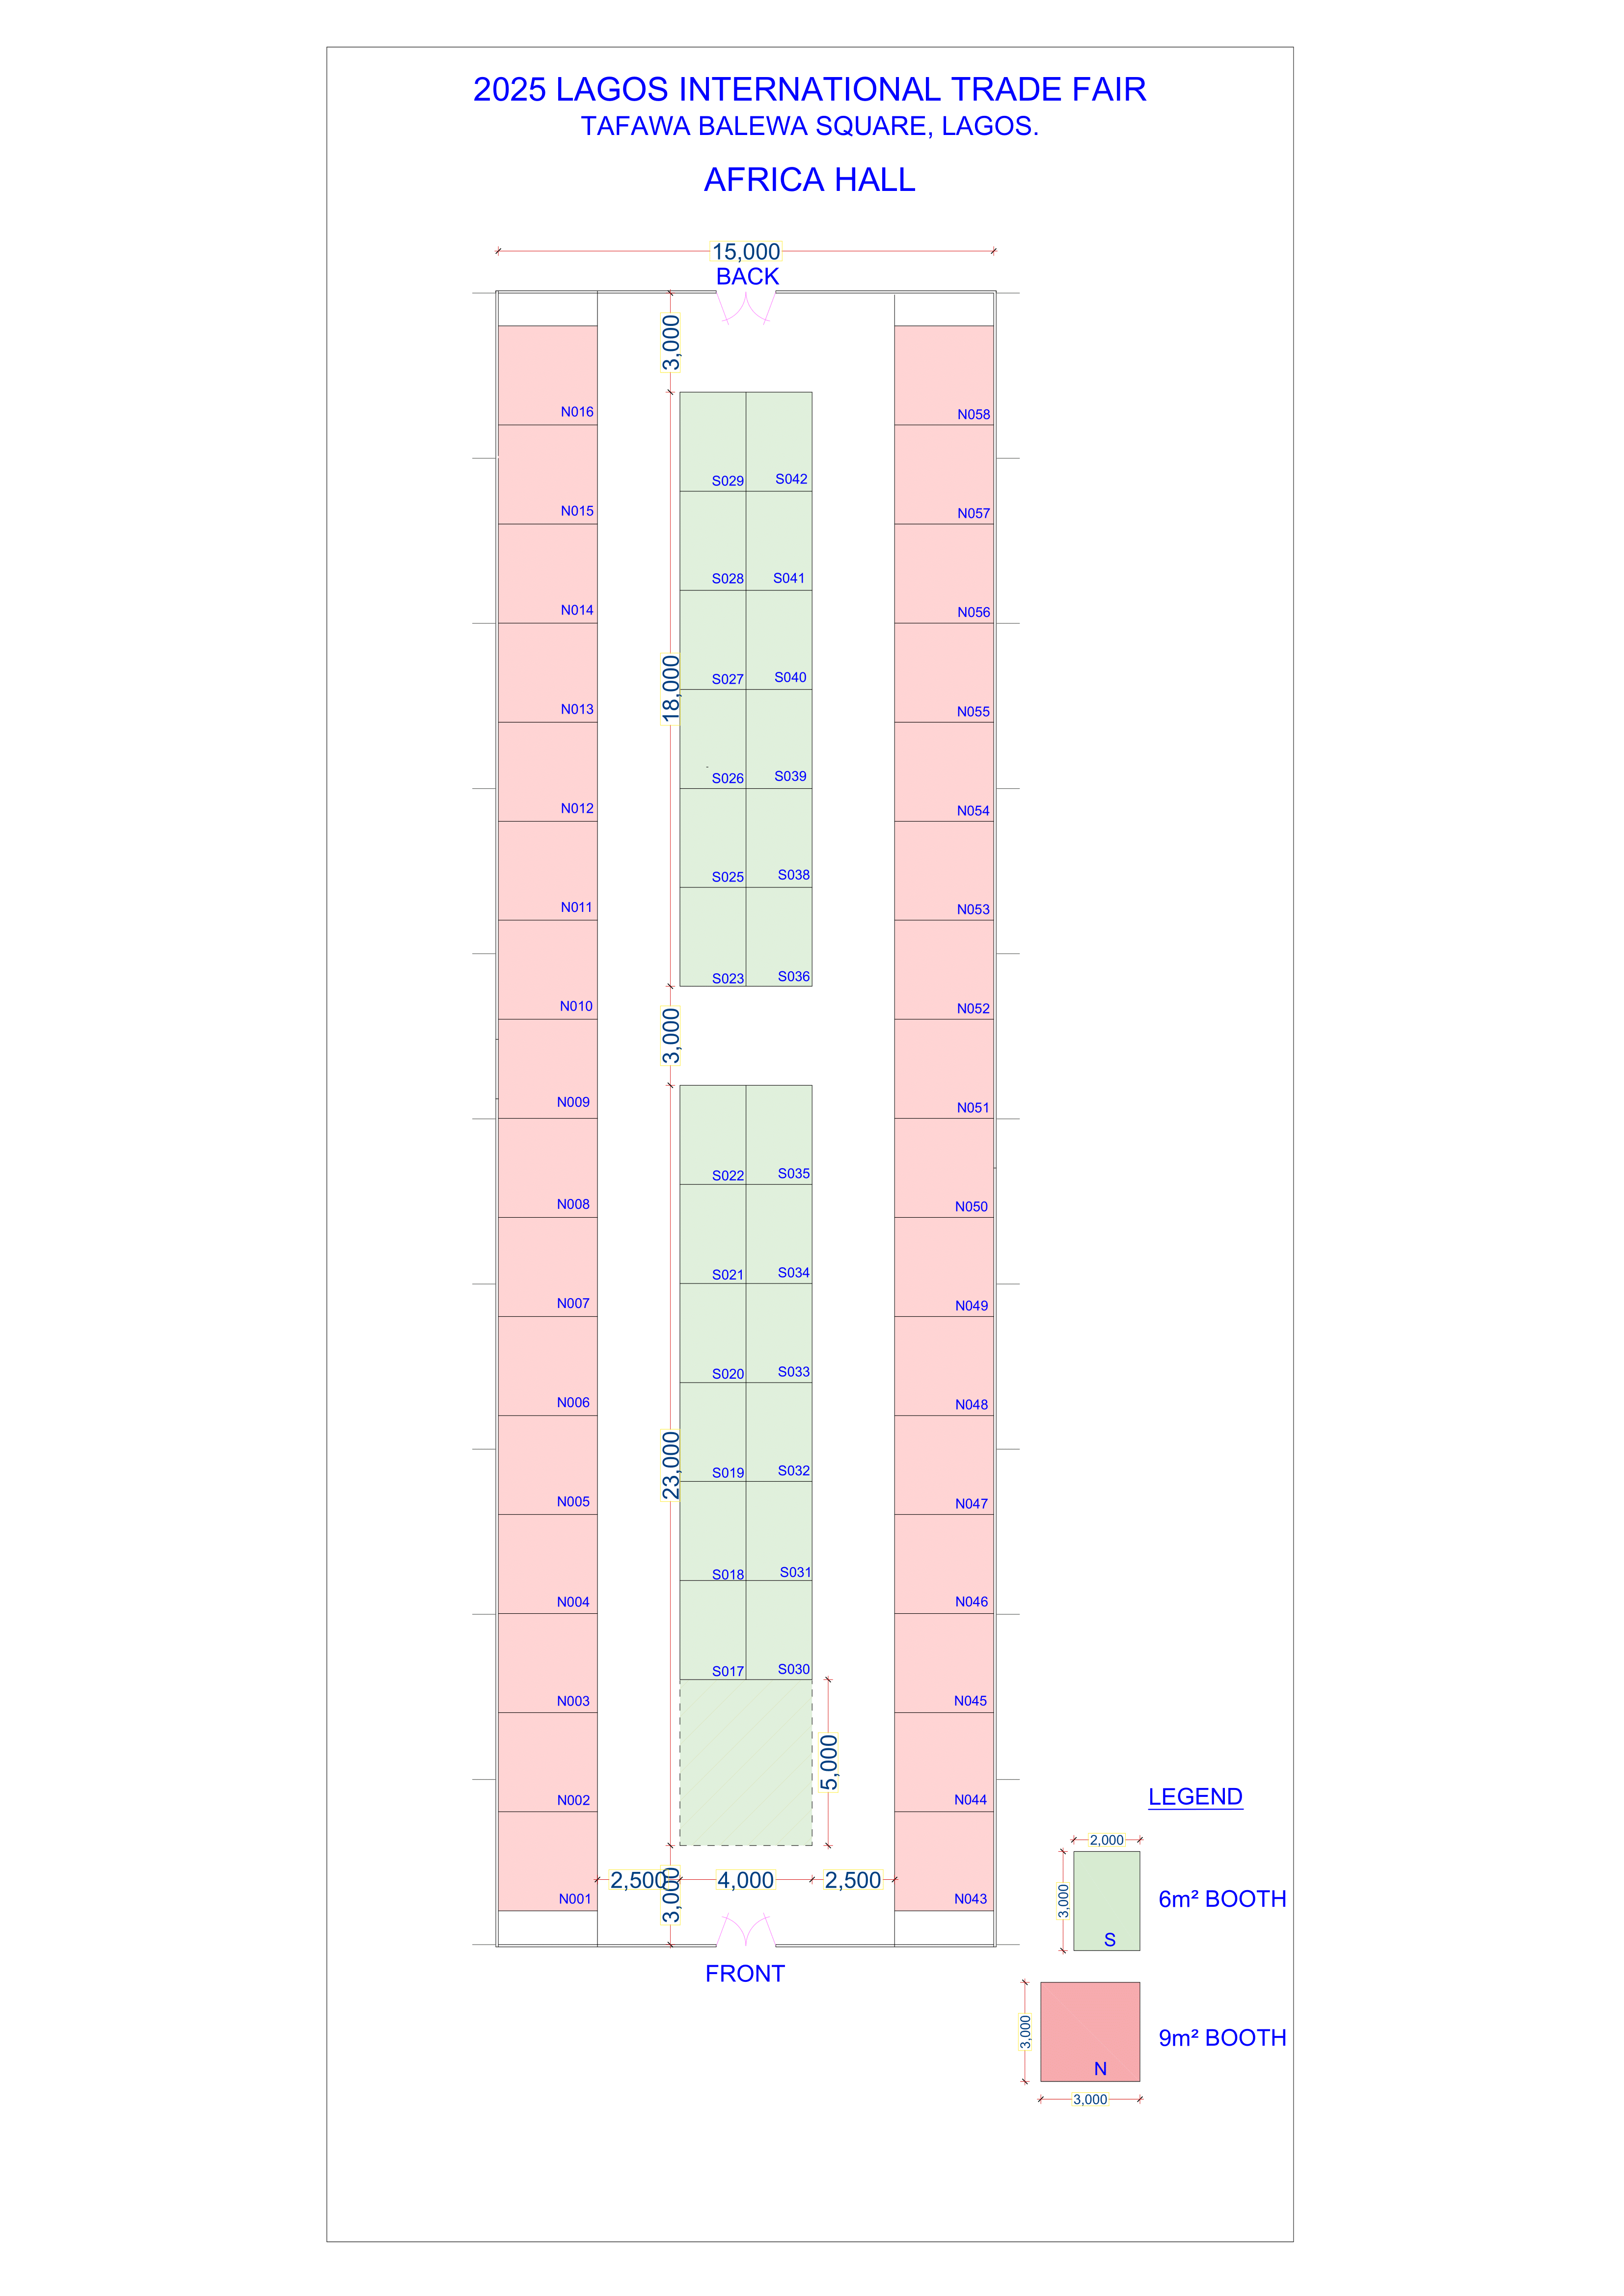 2025 LAGOS INTERNATIONAL TRADE FAIR
TAFAWA BALEWA SQUARE, LAGOS.
AFRICA HALL
15,000
BACK
3,000
N016
N058
S029
S042
N015
N057
S028
S041
N014
N056
18,000
S027
S040
N013
N055
S026
S039
N012
N054
S025
S038
N011
N053
S023
S036
N010
N052
3,000
N009
N051
S022
S035
N008
N050
S021
S034
N007
N049
S020
S033
N006
N048
23,000
S019
S032
N005
N047
S018
S031
N004
N046
S017
S030
N003
N045
5,000
N002
N044
LEGEND
2,000
2,500
3,000
4,000
2,500
N001
N043
3,000
6m² BOOTH
S
FRONT
3,000
9m² BOOTH
N
3,000